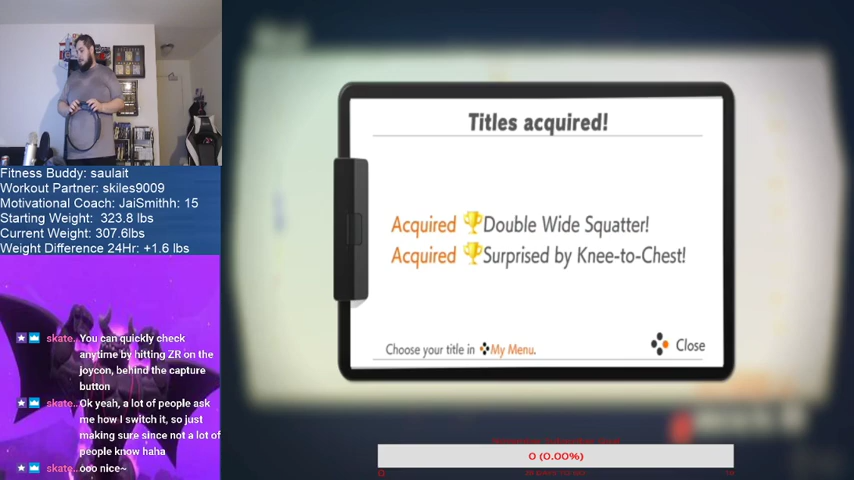 Titles acquired!
Acquired 🏆Double Wide Squatter!
Acquired 🏆Surprised by Knee-to-Chest!
Choose your title in My Menu.
Close
Fitness Buddy: saulait
Workout Partner: skiles9009
Motivational Coach: JaiSmithh: 15
Starting Weight: 323.8 lbs
Current Weight: 307.6lbs
Weight Difference 24Hr: +1.6 lbs
skate.. You can quickly check
anytime by hitting ZR on the
joycon, behind the capture
button
skate.. Ok yeah, a lot of people ask
me how I switch it, so just
making sure since not a lot of
people know haha
skate.. ooo nice~
0 (0.00%)